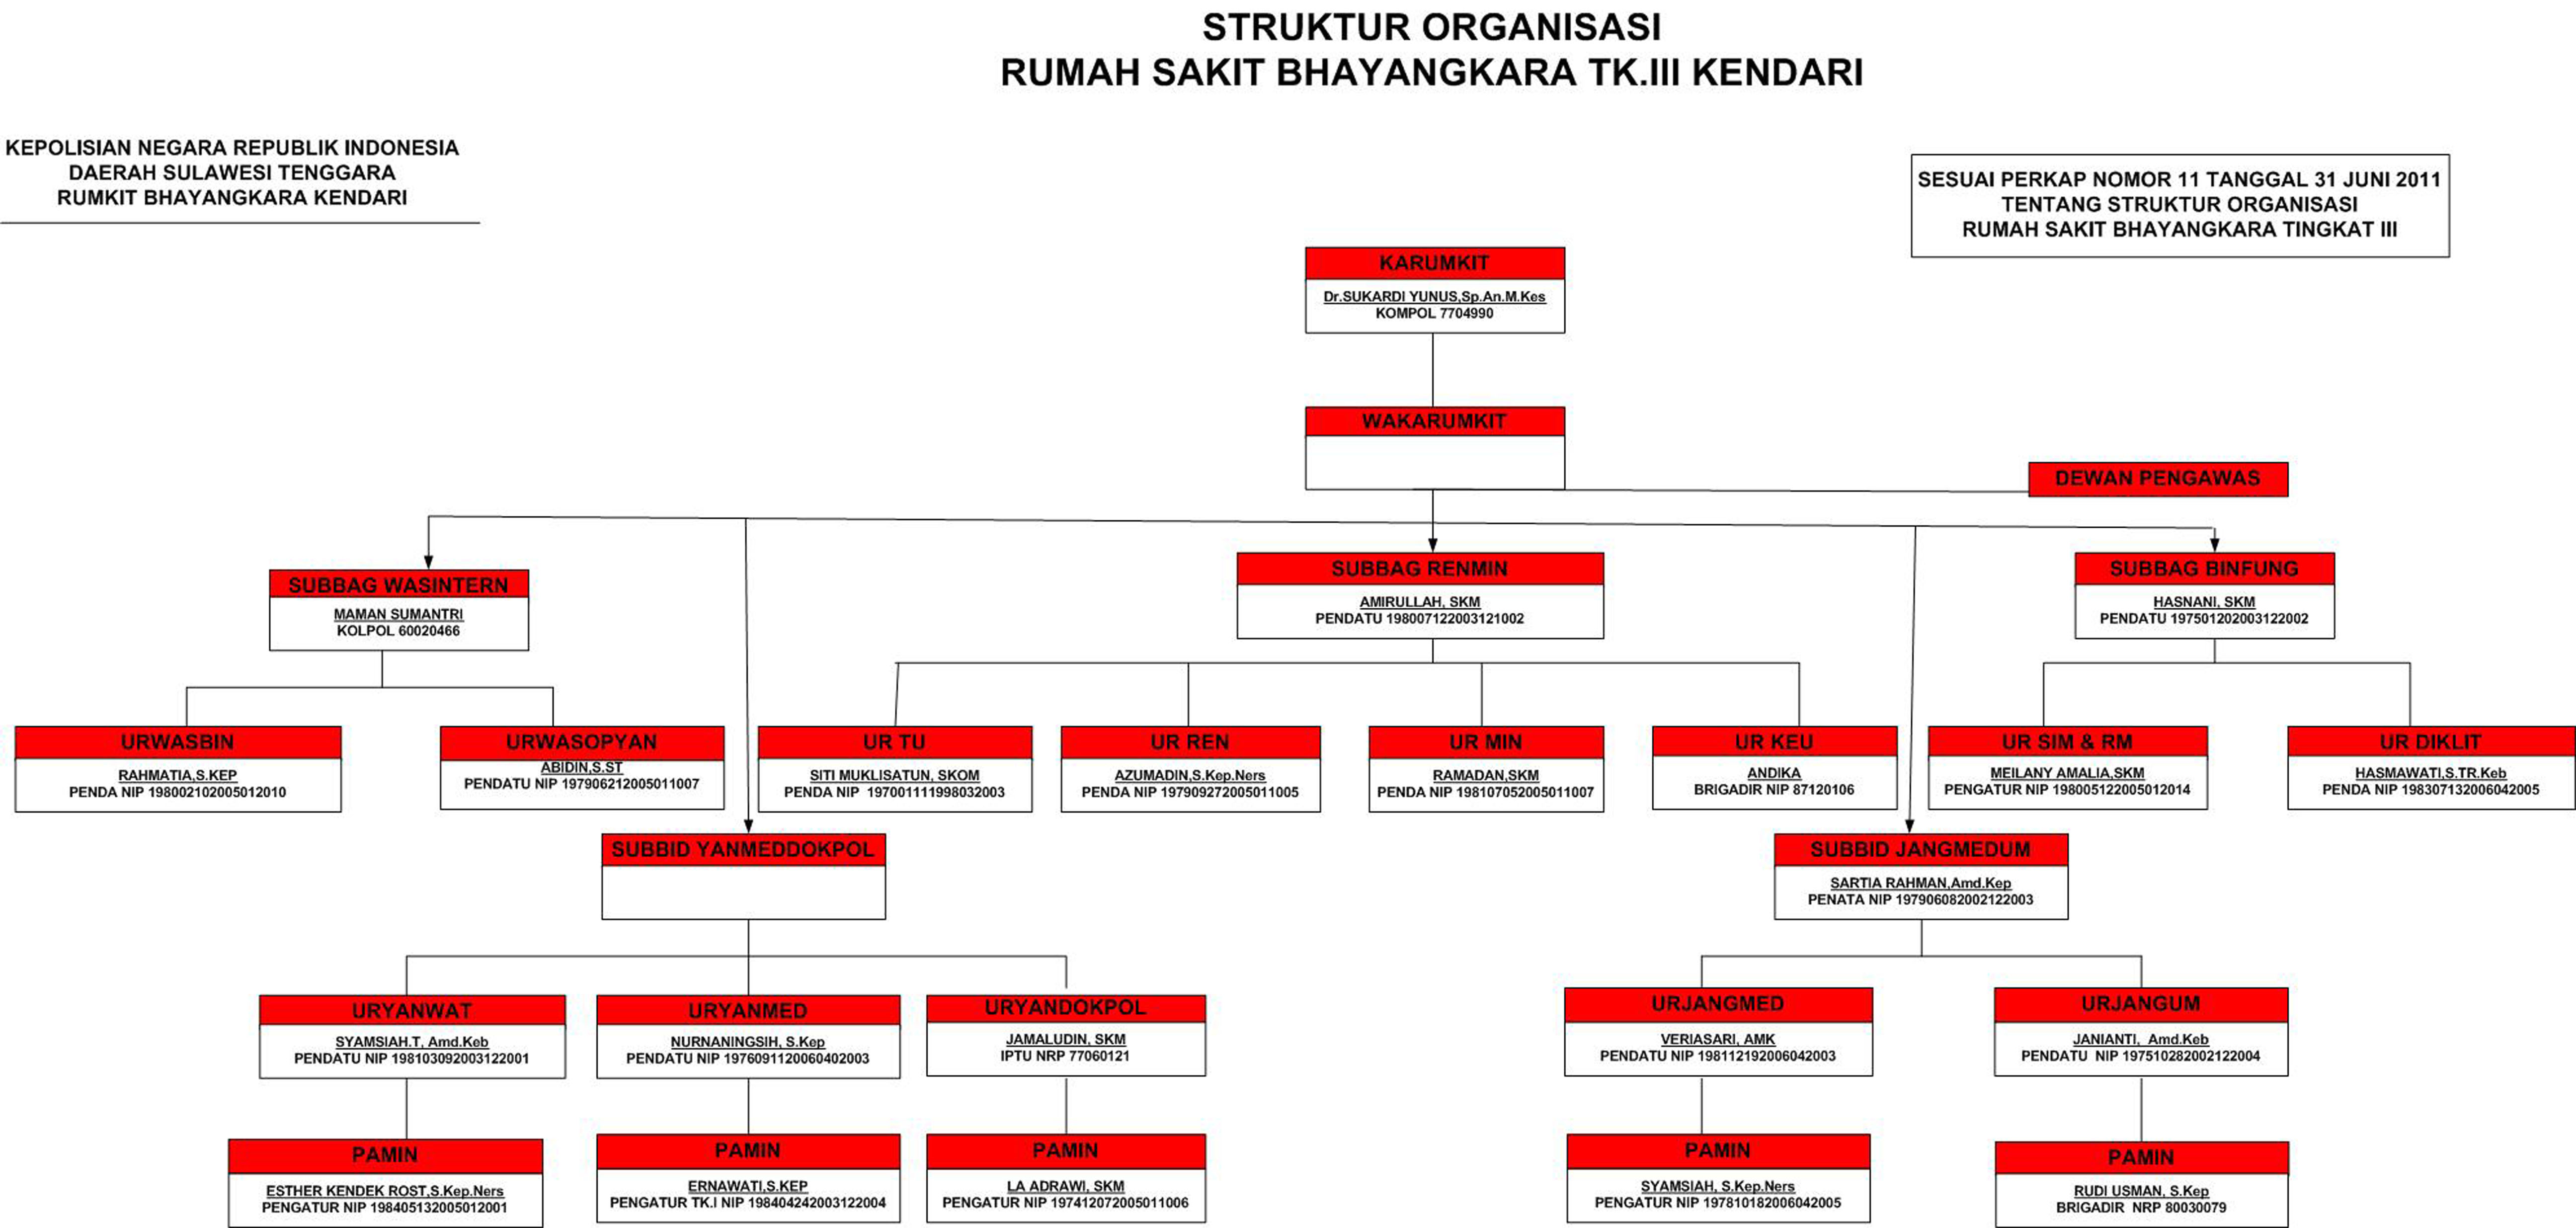 STRUKTUR ORGANISASI
RUMAH SAKIT BHAYANGKARA TK.III KENDARI
KEPOLISIAN NEGARA REPUBLIK INDONESIA
DAERAH SULAWESI TENGGARA
RUMKIT BHAYANGKARA KENDARI
SESUAI PERKAP NOMOR 11 TANGGAL 31 JUNI 2011
TENTANG STRUKTUR ORGANISASI
RUMAH SAKIT BHAYANGKARA TINGKAT III
KARUMKIT
Dr.SUKARDI YUNUS,Sp.An.M.Kes
KOMPOL 7704990
WAKARUMKIT
DEWAN PENGAWAS
SUBBAG WASINTERN
MAMAN SUMANTRI
KOLPOL 60020466
SUBBAG RENMIN
AMIRULLAH, SKM
PENDATU 198007122003121002
SUBBAG BINFUNG
HASNANI, SKM
PENDATU 197501202003122002
URWASBIN
RAHMATIA,S.KEP
PENDA NIP 198002102005012010
URWASOPYAN
ABIDIN,S.ST
PENDATU NIP 197906212005011007
UR TU
SITI MUKLISATUN, SKOM
PENDA NIP  197001111998032003
UR REN
AZUMADIN,S.Kep.Ners
PENDA NIP 197909272005011005
UR MIN
RAMADAN,SKM
PENDA NIP 198107052005011007
UR KEU
ANDIKA
BRIGADIR NIP 87120106
UR SIM & RM
MEILANY AMALIA,SKM
PENGATUR NIP 198005122005012014
UR DIKLIT
HASMAWATI,S.TR.Keb
PENDA NIP 198307132006042005
SUBBID YANMEDDOKPOL
SUBBID JANGMEDUM
SARTIA RAHMAN,Amd.Kep
PENATA NIP 197906082002122003
URYANWAT
SYAMSIAH.T, Amd.Keb
PENDATU NIP 198103092003122001
URYANMED
NURNANINGSIH, S.Kep
PENDATU NIP 1976091120060402003
URYANDOKPOL
JAMALUDIN, SKM
IPTU NRP 77060121
URJANGMED
VERIASARI, AMK
PENDATU NIP 198112192006042003
URJANGUM
JANIANTI,  Amd.Keb
PENDATU  NIP 197510282002122004
PAMIN
ESTHER KENDEK ROST,S.Kep.Ners
PENGATUR NIP 198405132005012001
PAMIN
ERNAWATI,S.KEP
PENGATUR TK.I NIP 198404242003122004
PAMIN
LA ADRAWI, SKM
PENGATUR NIP 197412072005011006
PAMIN
SYAMSIAH, S.Kep.Ners
PENGATUR NIP 197810182006042005
PAMIN
RUDI USMAN, S.Kep
BRIGADIR  NRP 80030079